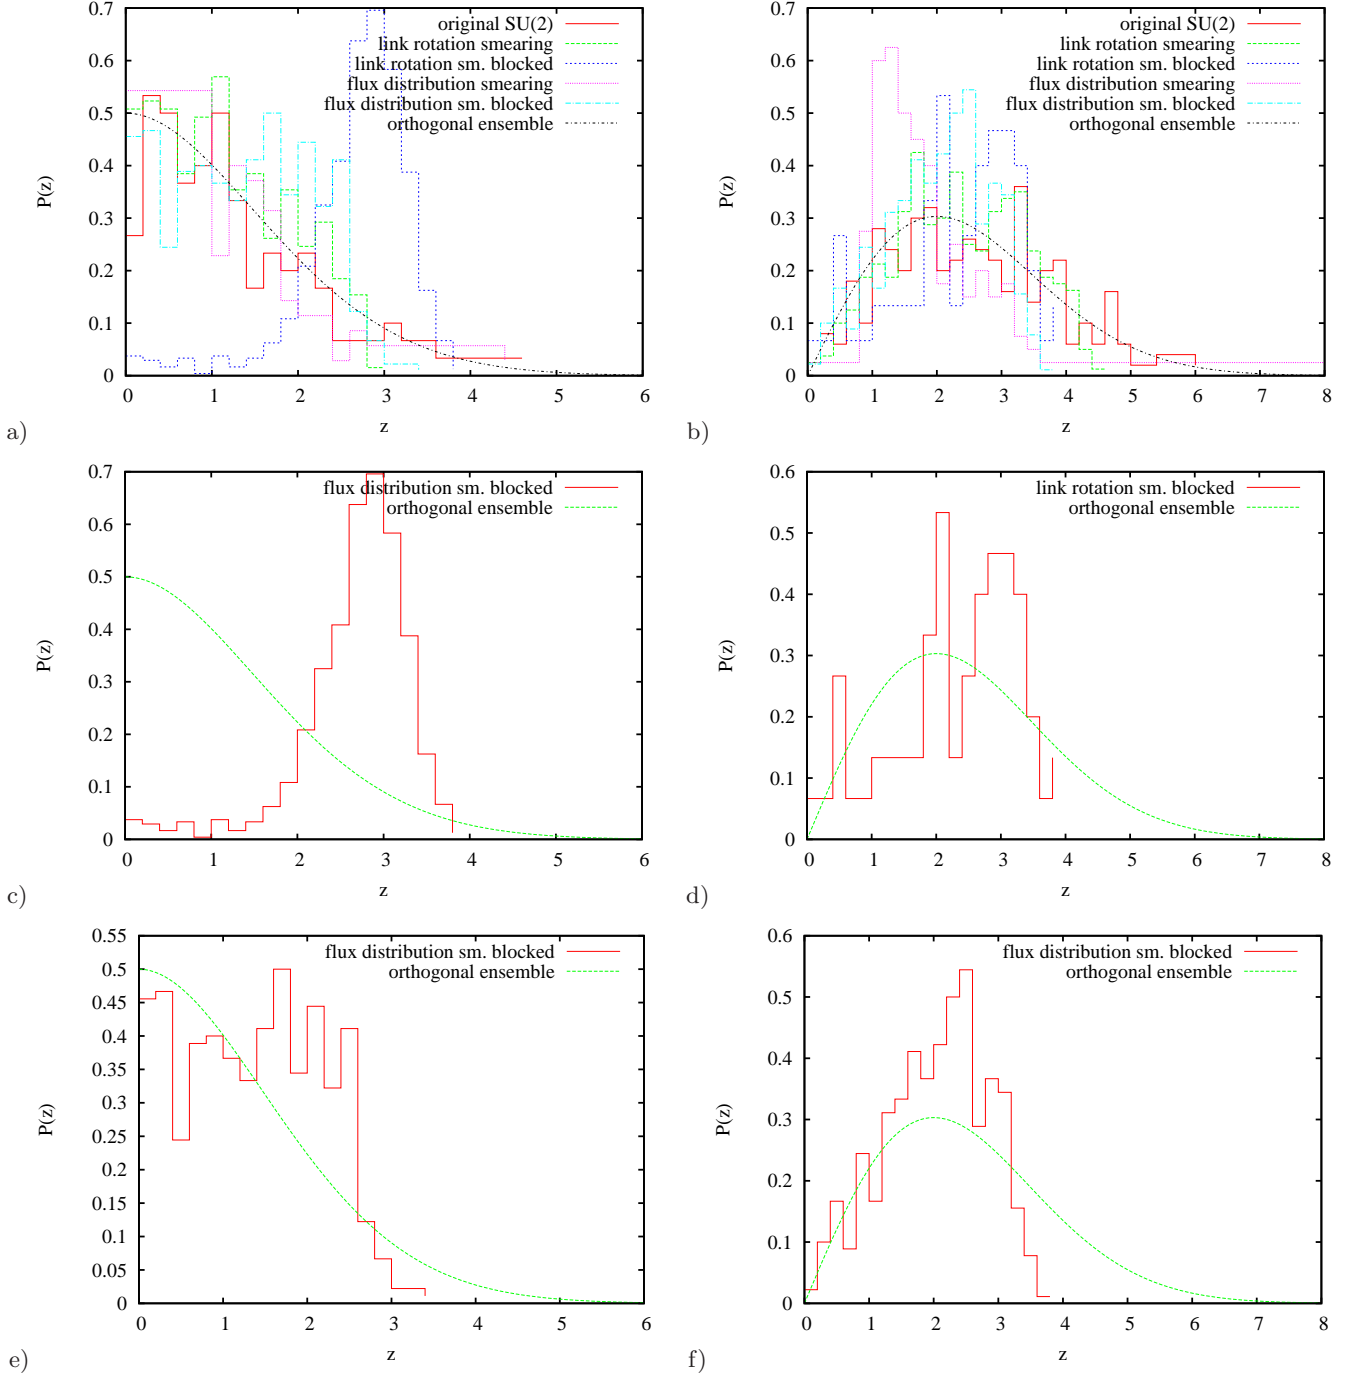 0.7
0.6
0.5
0.4
0.3
0.2
0.1
0
P(z)
0 1 2 3 4 5 6
z
original SU(2)
link rotation smearing
link rotation sm. blocked
flux distribution smearing
flux distribution sm. blocked
orthogonal ensemble
a)
0.7
0.6
0.5
0.4
0.3
0.2
0.1
0
P(z)
0 1 2 3 4 5 6 7 8
z
original SU(2)
link rotation smearing
link rotation sm. blocked
flux distribution smearing
flux distribution sm. blocked
orthogonal ensemble
b)
0.7
0.6
0.5
0.4
0.3
0.2
0.1
0
P(z)
0 1 2 3 4 5 6
z
flux distribution sm. blocked
orthogonal ensemble
c)
0.6
0.5
0.4
0.3
0.2
0.1
0
P(z)
0 1 2 3 4 5 6 7 8
z
link rotation sm. blocked
orthogonal ensemble
d)
0.55
0.5
0.45
0.4
0.35
0.3
0.25
0.2
0.15
0.1
0.05
0
P(z)
0 1 2 3 4 5 6
z
flux distribution sm. blocked
orthogonal ensemble
e)
0.6
0.5
0.4
0.3
0.2
0.1
0
P(z)
0 1 2 3 4 5 6 7 8
z
flux distribution sm. blocked
orthogonal ensemble
f)